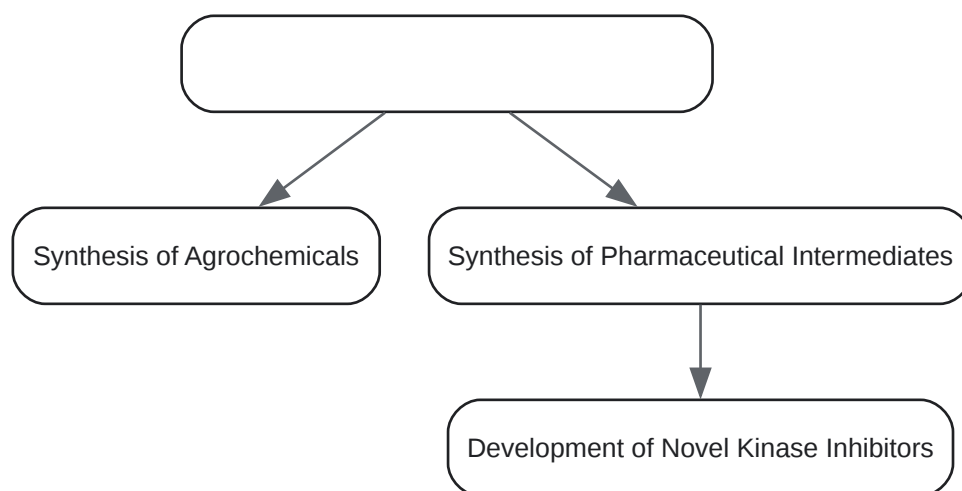 Synthesis of Agrochemicals
Synthesis of Pharmaceutical Intermediates
Development of Novel Kinase Inhibitors